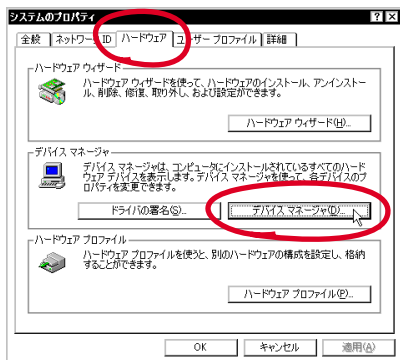 システムのプロパティ
全般 ネットワーク ID ハードウェア ユーザー プロファイル 詳細
ハードウェア ウィザード
ハードウェア ウィザードを使って、ハードウェアのインストール、アンインストー
ル、削除、修復、取り外し、および設定ができます。
ハードウェア ウィザード(H)...
デバイス マネージャ
デバイス マネージャは、コンピュータにインストールされているすべてのハード
ウェア デバイスを表示します。デバイス マネージャを使って、各デバイスのプ
ロパティを変更できます。
ドライバの署名(S)... デバイス マネージャ(D)...
ハードウェア プロファイル
ハードウェア プロファイルを使うと、別のハードウェアの構成を設定し、格納
することができます。
ハードウェア プロファイル(P)...
OK キャンセル 適用(A)